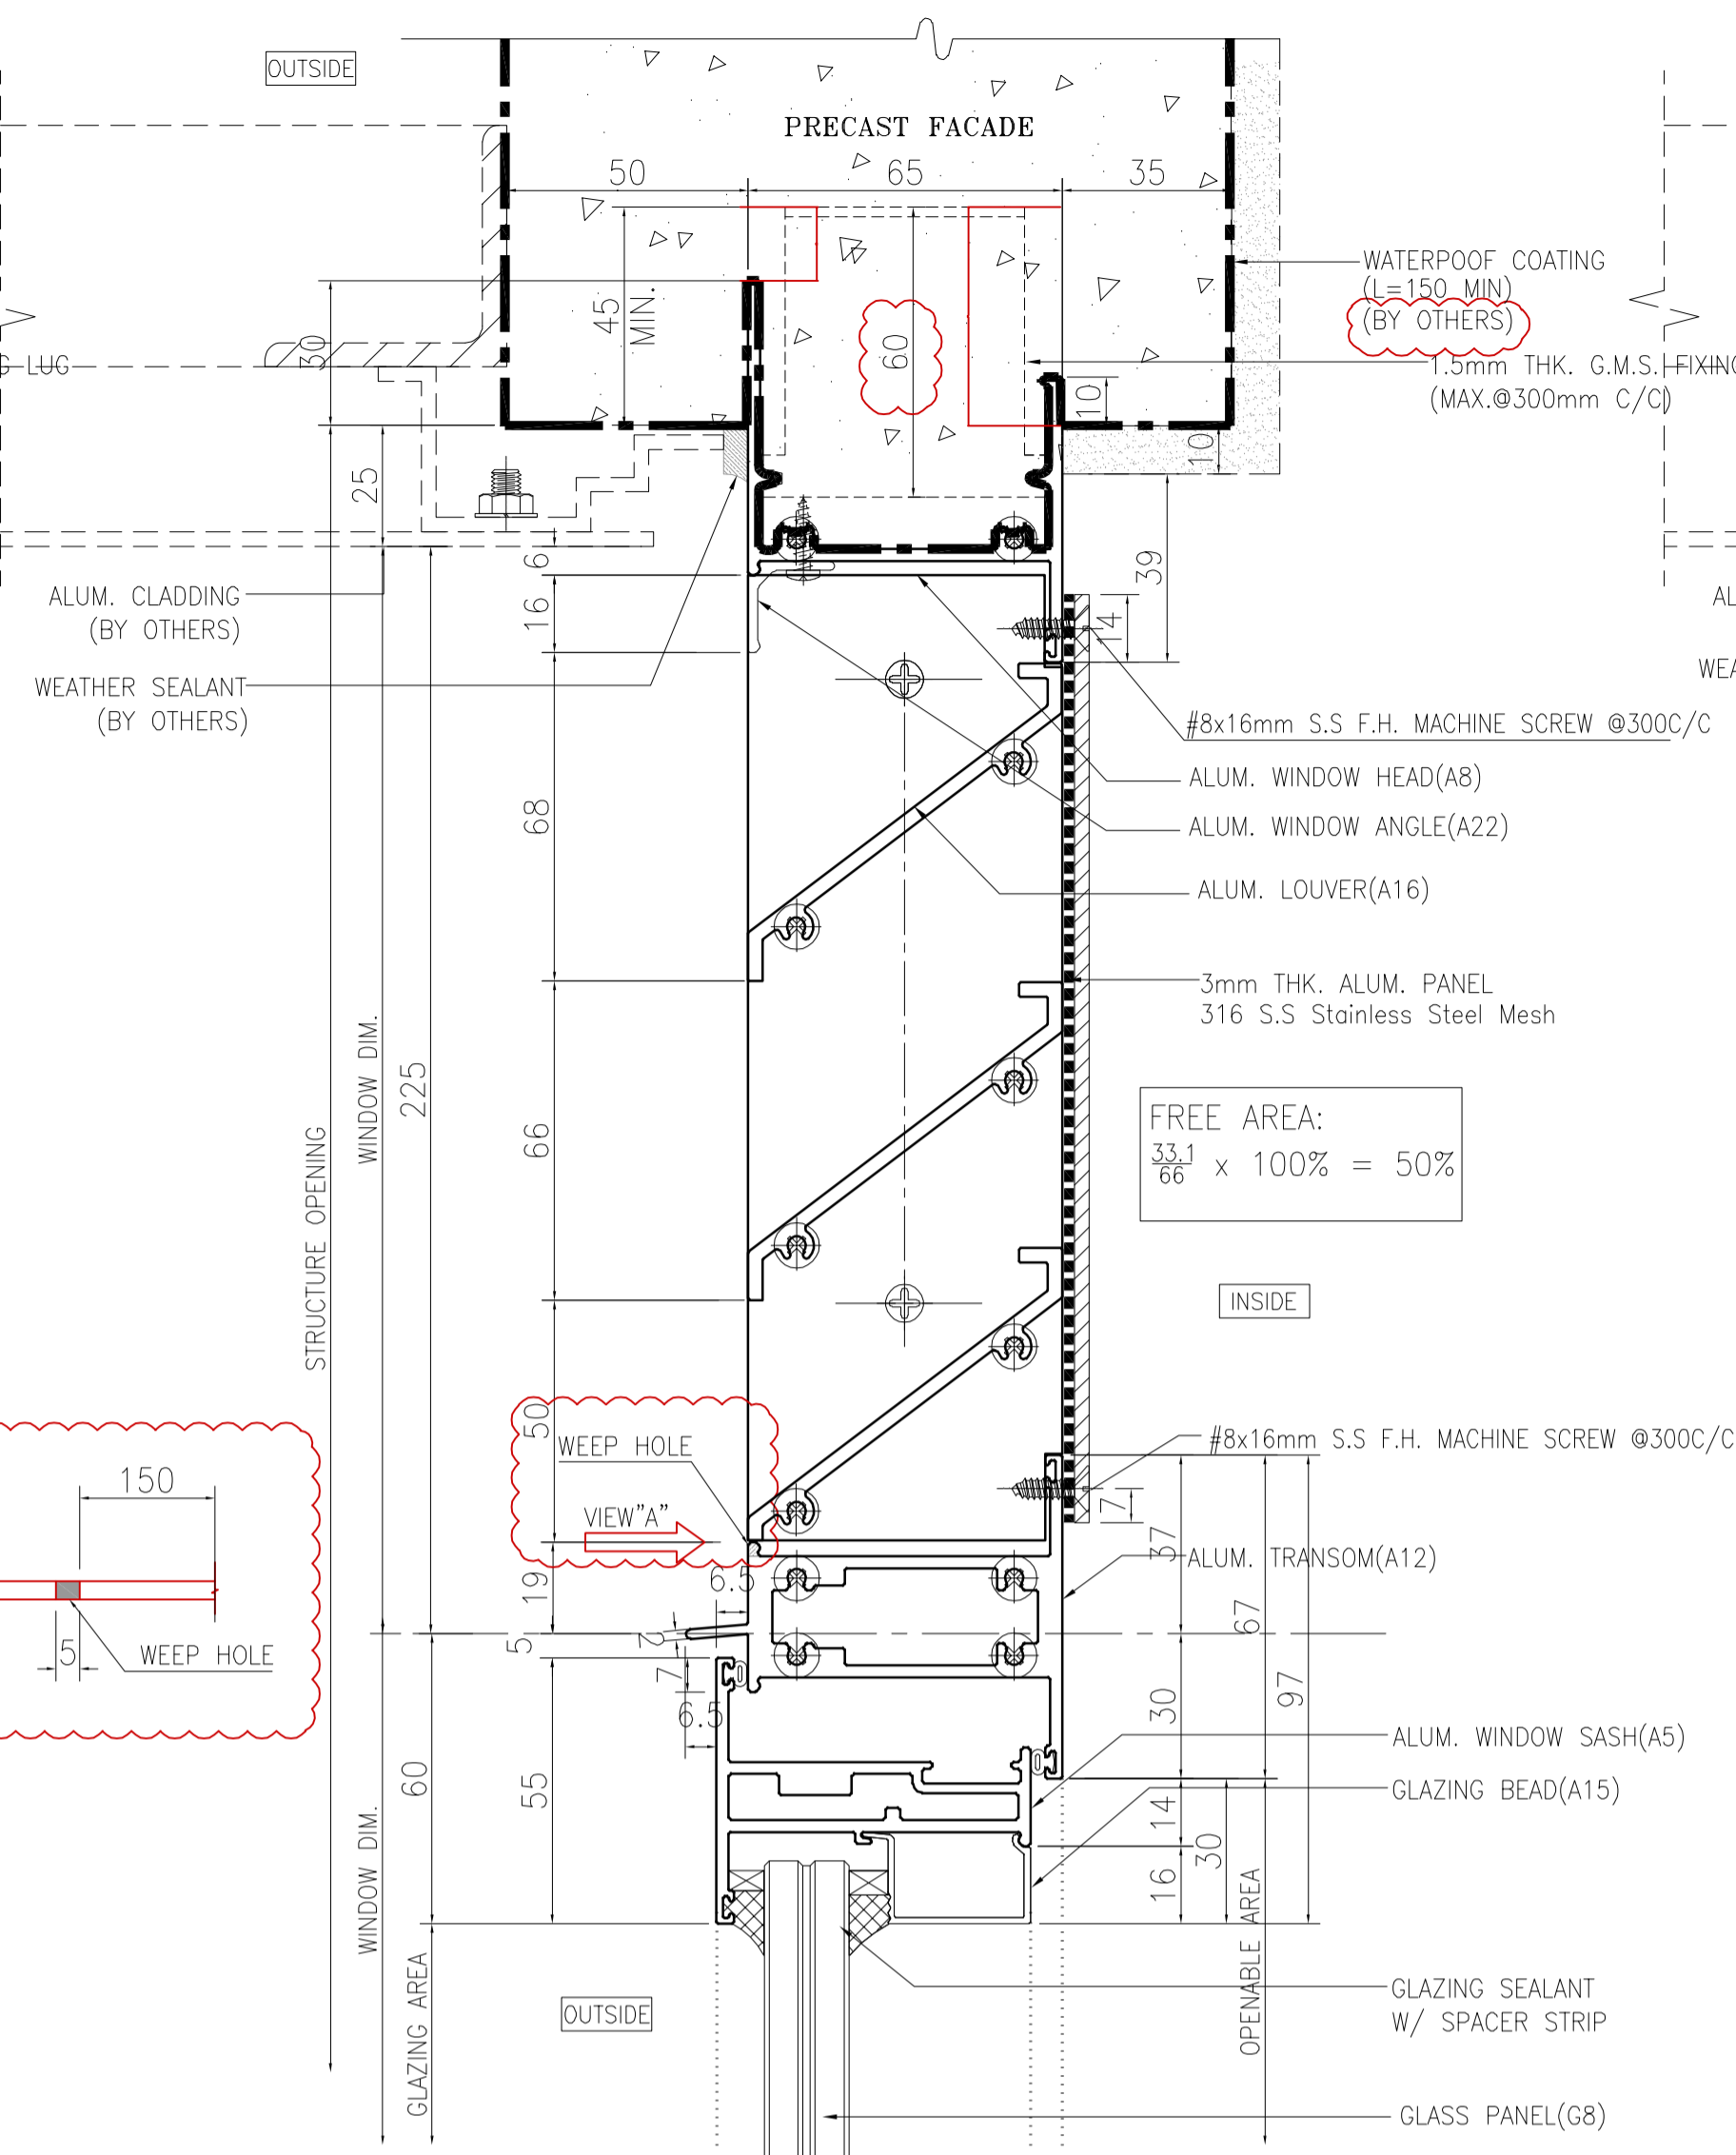 OUTSIDE
PRECAST FACADE
50
65
35
WATERPOOF COATING
(L=150 MIN)
(BY OTHERS)
1.5mm THK. G.M.S. FIXING
(MAX.@300mm C/C)
G LUG
30
45
MIN.
60
10
10
25
6
16
39
14
ALUM. CLADDING
(BY OTHERS)
WEATHER SEALANT
(BY OTHERS)
AL
WEA
#8x16mm S.S F.H. MACHINE SCREW @300C/C
ALUM. WINDOW HEAD(A8)
ALUM. WINDOW ANGLE(A22)
ALUM. LOUVER(A16)
68
3mm THK. ALUM. PANEL
316 S.S Stainless Steel Mesh
WINDOW DIM.
225
66
STRUCTURE OPENING
FREE AREA:
33.1
66
x 100% = 50%
INSIDE
50
WEEP HOLE
VIEW"A"
#8x16mm S.S F.H. MACHINE SCREW @300C/C
7
37
ALUM. TRANSOM(A12)
150
5
WEEP HOLE
19
6.5
5
2
7
6.5
67
97
30
ALUM. WINDOW SASH(A5)
GLAZING BEAD(A15)
60
55
14
30
16
WINDOW DIM.
GLAZING AREA
OPENABLE AREA
OUTSIDE
GLAZING SEALANT
W/ SPACER STRIP
GLASS PANEL(G8)